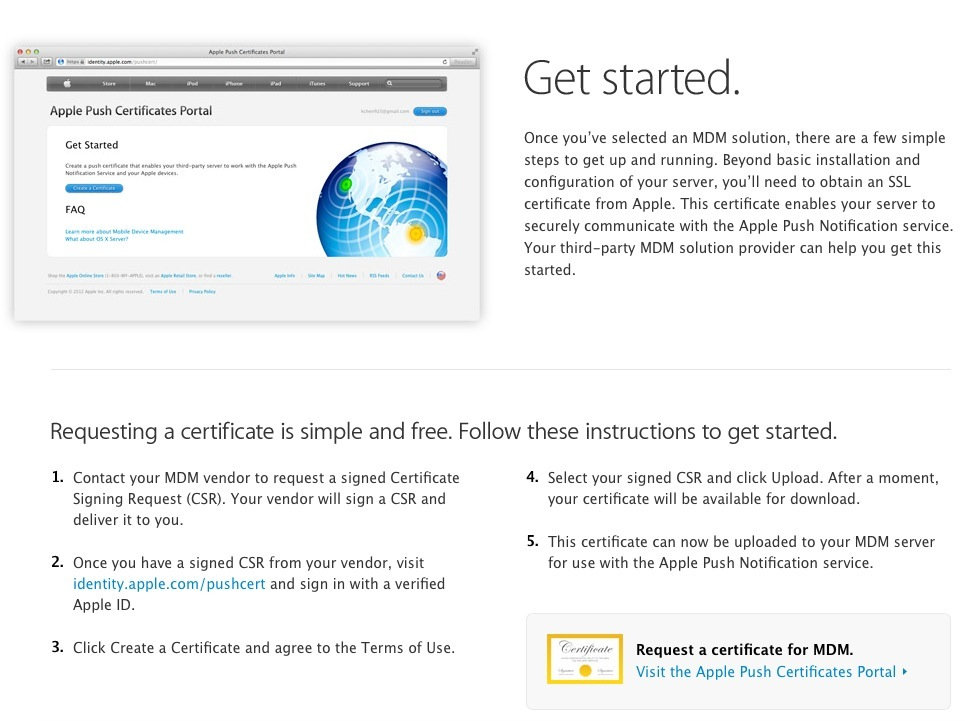 Apple Push Certificates Portal
https identity.apple.com/pushcert/
Reader
Store Mac iPod iPhone iPad iTunes Support
Apple Push Certificates Portal
Sign out
Get Started
Create a push certificate that enables your third-party server to work with the Apple Push
Notification Service and your Apple devices.
Create a Certificate
FAQ
Learn more about Mobile Device Management
What about OS X Server?
Shop the Apple Online Store (1-800-MY-APPLE), visit an Apple Retail Store, or find a reseller.
Apple Info | Site Map | Hot News | RSS Feeds | Contact Us |
Copyright © 2012 Apple Inc. All rights reserved. Terms of Use | Privacy Policy
Get started.
Once you’ve selected an MDM solution, there are a few simple
steps to get up and running. Beyond basic installation and
configuration of your server, you’ll need to obtain an SSL
certificate from Apple. This certificate enables your server to
securely communicate with the Apple Push Notification service.
Your third-party MDM solution provider can help you get this
started.
Requesting a certificate is simple and free. Follow these instructions to get started.
1. Contact your MDM vendor to request a signed Certificate
Signing Request (CSR). Your vendor will sign a CSR and
deliver it to you.
2. Once you have a signed CSR from your vendor, visit
identity.apple.com/pushcert and sign in with a verified
Apple ID.
3. Click Create a Certificate and agree to the Terms of Use.
4. Select your signed CSR and click Upload. After a moment,
your certificate will be available for download.
5. This certificate can now be uploaded to your MDM server
for use with the Apple Push Notification service.
Certificate
Request a certificate for MDM.
Visit the Apple Push Certificates Portal